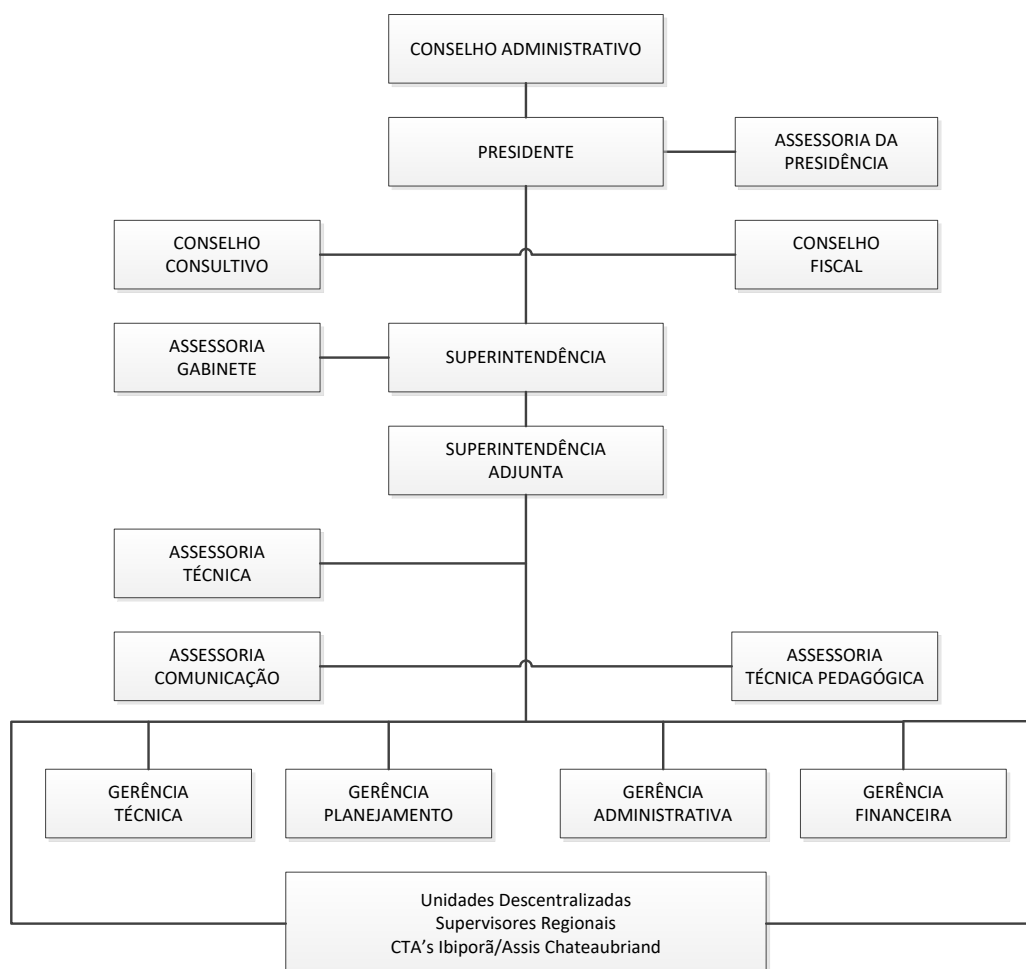 CONSELHO ADMINISTRATIVO
PRESIDENTE
ASSESSORIA DA
PRESIDÊNCIA
CONSELHO
CONSULTIVO
CONSELHO
FISCAL
ASSESSORIA
GABINETE
SUPERINTENDÊNCIA
SUPERINTENDÊNCIA
ADJUNTA
ASSESSORIA
TÉCNICA
ASSESSORIA
COMUNICAÇÃO
ASSESSORIA
TÉCNICA PEDAGÓGICA
GERÊNCIA
TÉCNICA
GERÊNCIA
PLANEJAMENTO
GERÊNCIA
ADMINISTRATIVA
GERÊNCIA
FINANCEIRA
Unidades Descentralizadas
Supervisores Regionais
CTA's Ibiporã/Assis Chateaubriand